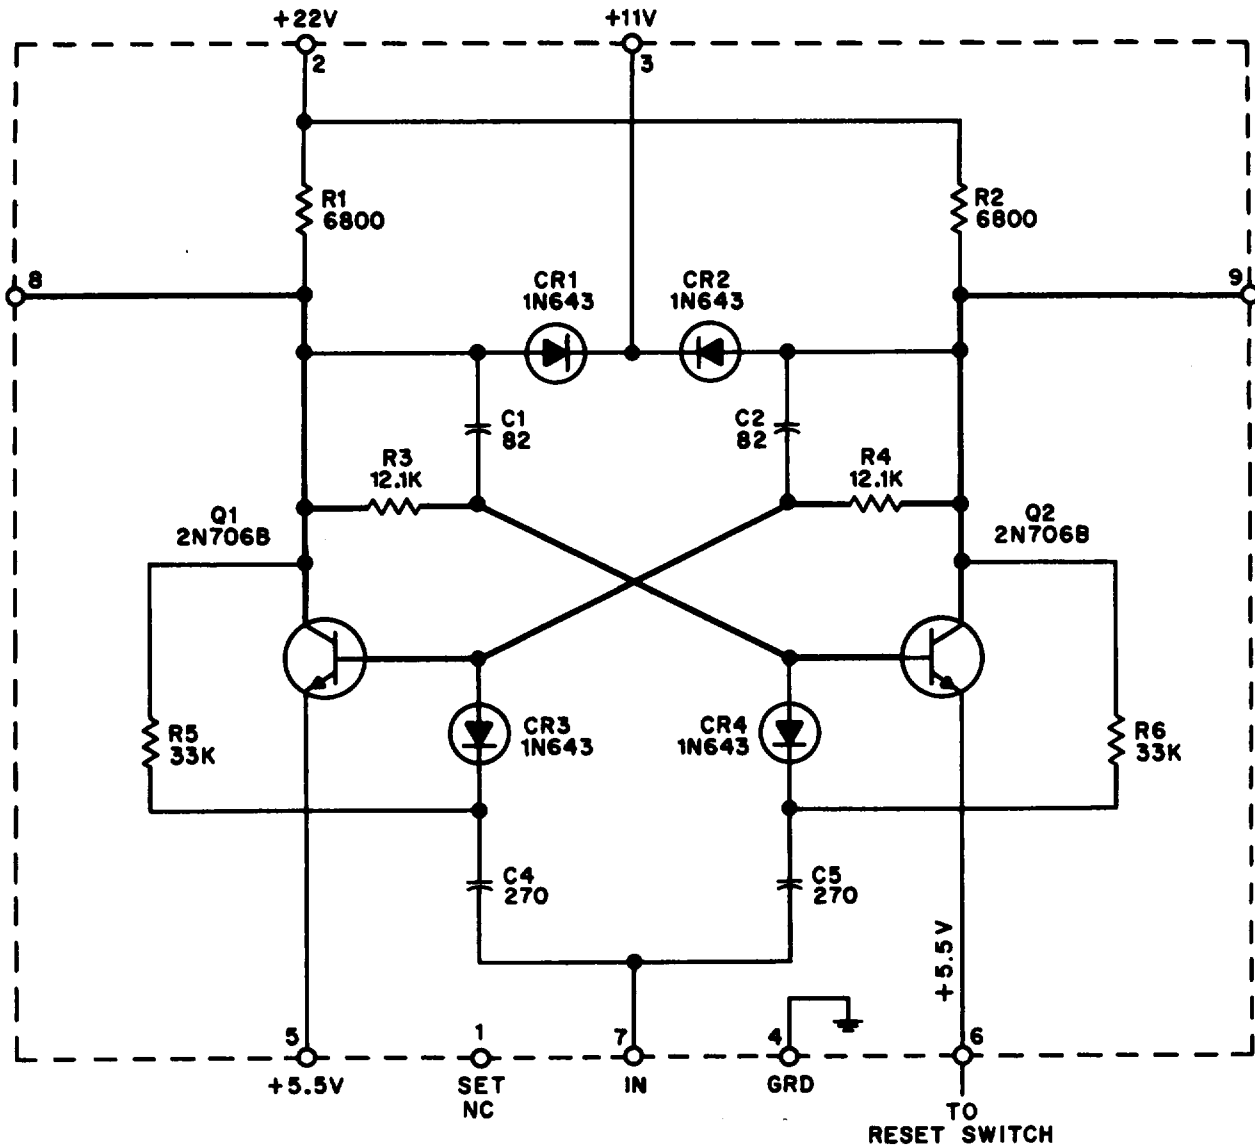 +22V
+11V
2
3
R1
6800
R2
6800
8
9
CR1
1N643
CR2
1N643
C1
82
C2
82
R3
12.1K
R4
12.1K
Q1
2N706B
Q2
2N706B
R5
33K
CR3
1N643
CR4
1N643
R6
33K
C4
270
C5
270
+5.5V
5
1
7
4
6
+5.5V
SET
NC
IN
GRD
TO
RESET SWITCH